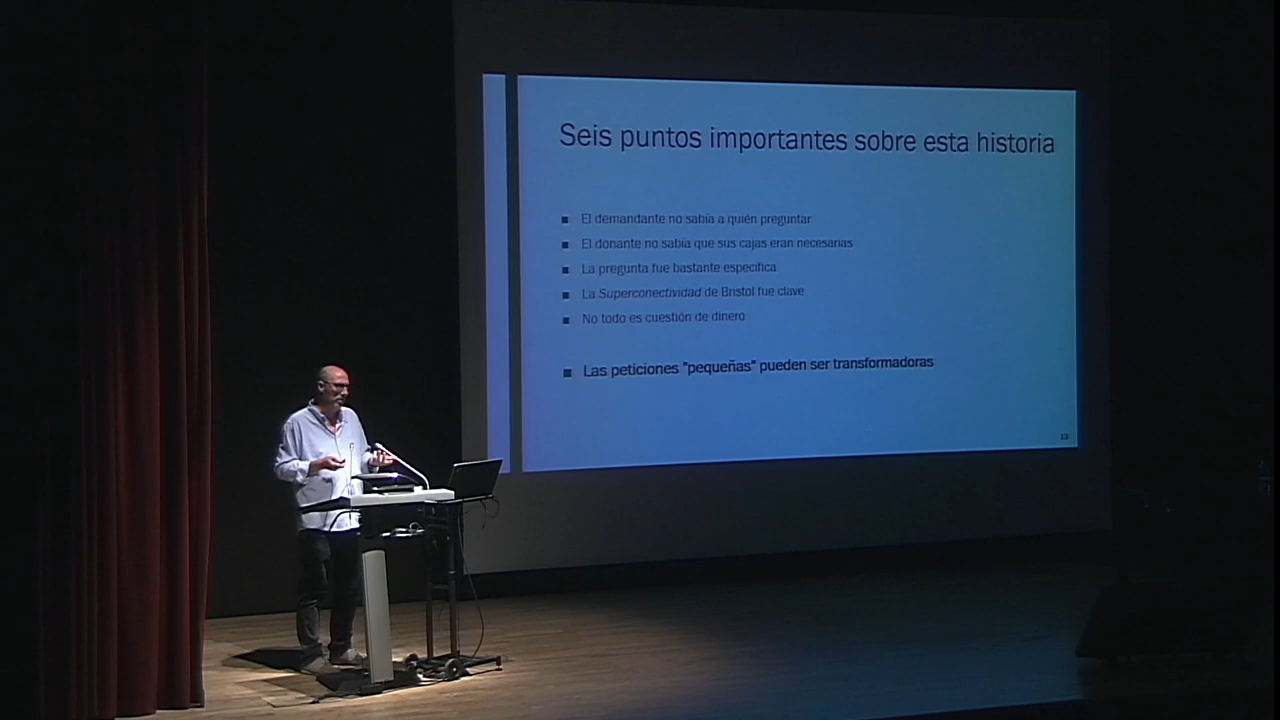 Seis puntos importantes sobre esta historia
El demandante no sabía a quién preguntar
El donante no sabía que sus cajas eran necesarias
La pregunta fue bastante específica
La Superconectividad de Bristol fue clave
No todo es cuestión de dinero
Las peticiones "pequeñas" pueden ser transformadoras
13